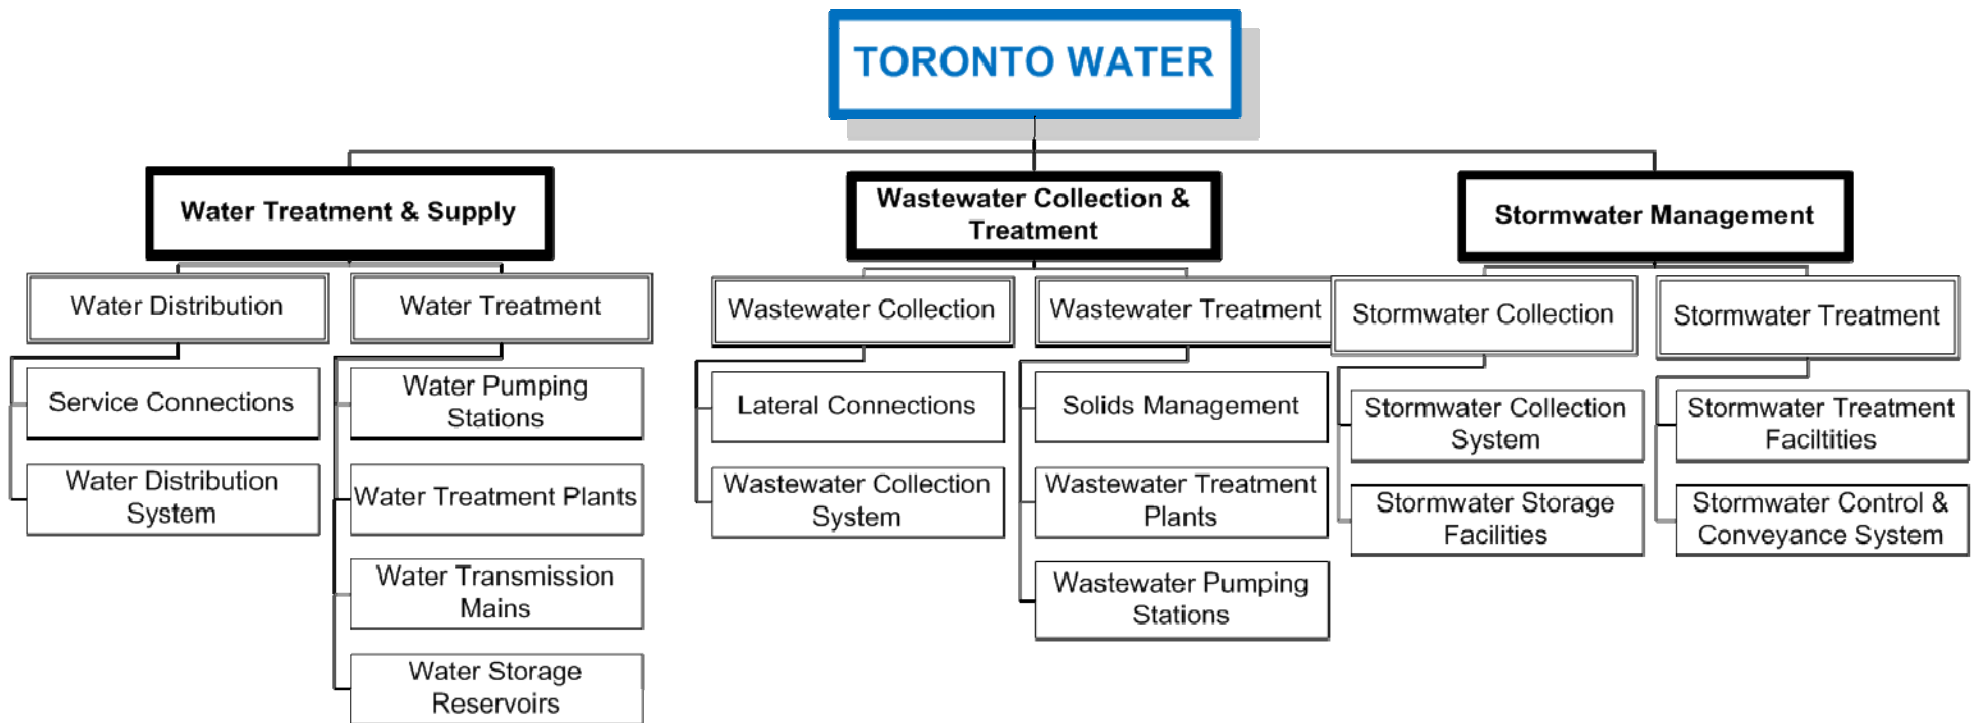 TORONTO WATER
Water Treatment & Supply
Wastewater Collection &
Treatment
Stormwater Management
Water Distribution
Water Treatment
Wastewater Collection
Wastewater Treatment
Stormwater Collection
Stormwater Treatment
Service Connections
Water Distribution
System
Water Pumping
Stations
Water Treatment Plants
Water Transmission
Mains
Water Storage
Reservoirs
Lateral Connections
Wastewater Collection
System
Solids Management
Wastewater Treatment
Plants
Wastewater Pumping
Stations
Stormwater Collection
System
Stormwater Storage
Facilities
Stormwater Treatment
Faciltities
Stormwater Control &
Conveyance System